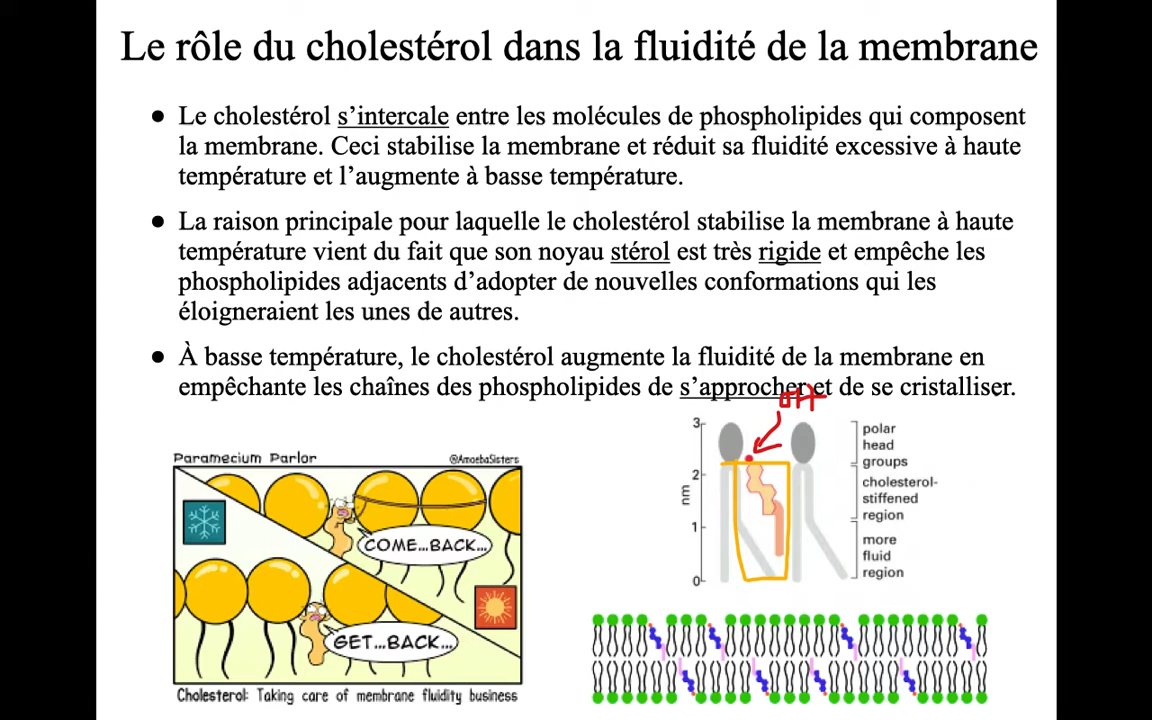 Le rôle du cholestérol dans la fluidité de la membrane
● Le cholestérol s’intercale entre les molécules de phospholipides qui composent
la membrane. Ceci stabilise la membrane et réduit sa fluidité excessive à haute
température et l’augmente à basse température.
● La raison principale pour laquelle le cholestérol stabilise la membrane à haute
température vient du fait que son noyau stérol est très rigide et empêche les
phospholipides adjacents d’adopter de nouvelles conformations qui les
éloigneraient les unes de autres.
● À basse température, le cholestérol augmente la fluidité de la membrane en
empêchante les chaînes des phospholipides de s’approcher et de se cristalliser.
OH
Paramecium Parlor @AmoebaSisters
COME...BACK...
GET...BACK...
Cholesterol: Taking care of membrane fluidity business
3
2
1
0
nm
polar
head
groups
cholesterol-
stiffened
region
more
fluid
region